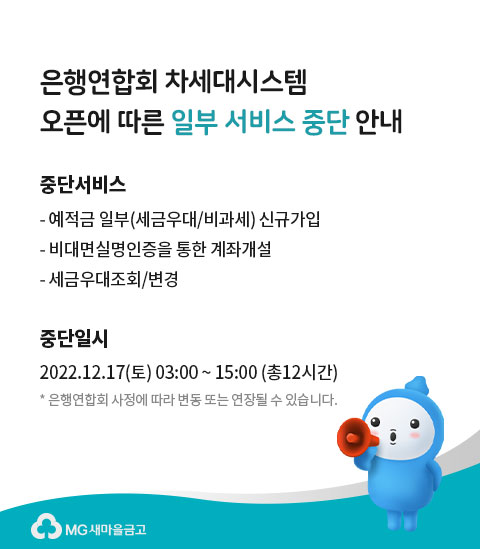 은행연합회 차세대시스템
오픈에 따른 일부 서비스 중단 안내
중단서비스
- 예적금 일부(세금우대/비과세) 신규가입
- 비대면실명인증을 통한 계좌개설
- 세금우대조회/변경
중단일시
2022.12.17(토) 03:00 ~ 15:00 (총12시간)
* 은행연합회 사정에 따라 변동 또는 연장될 수 있습니다.
MG새마을금고